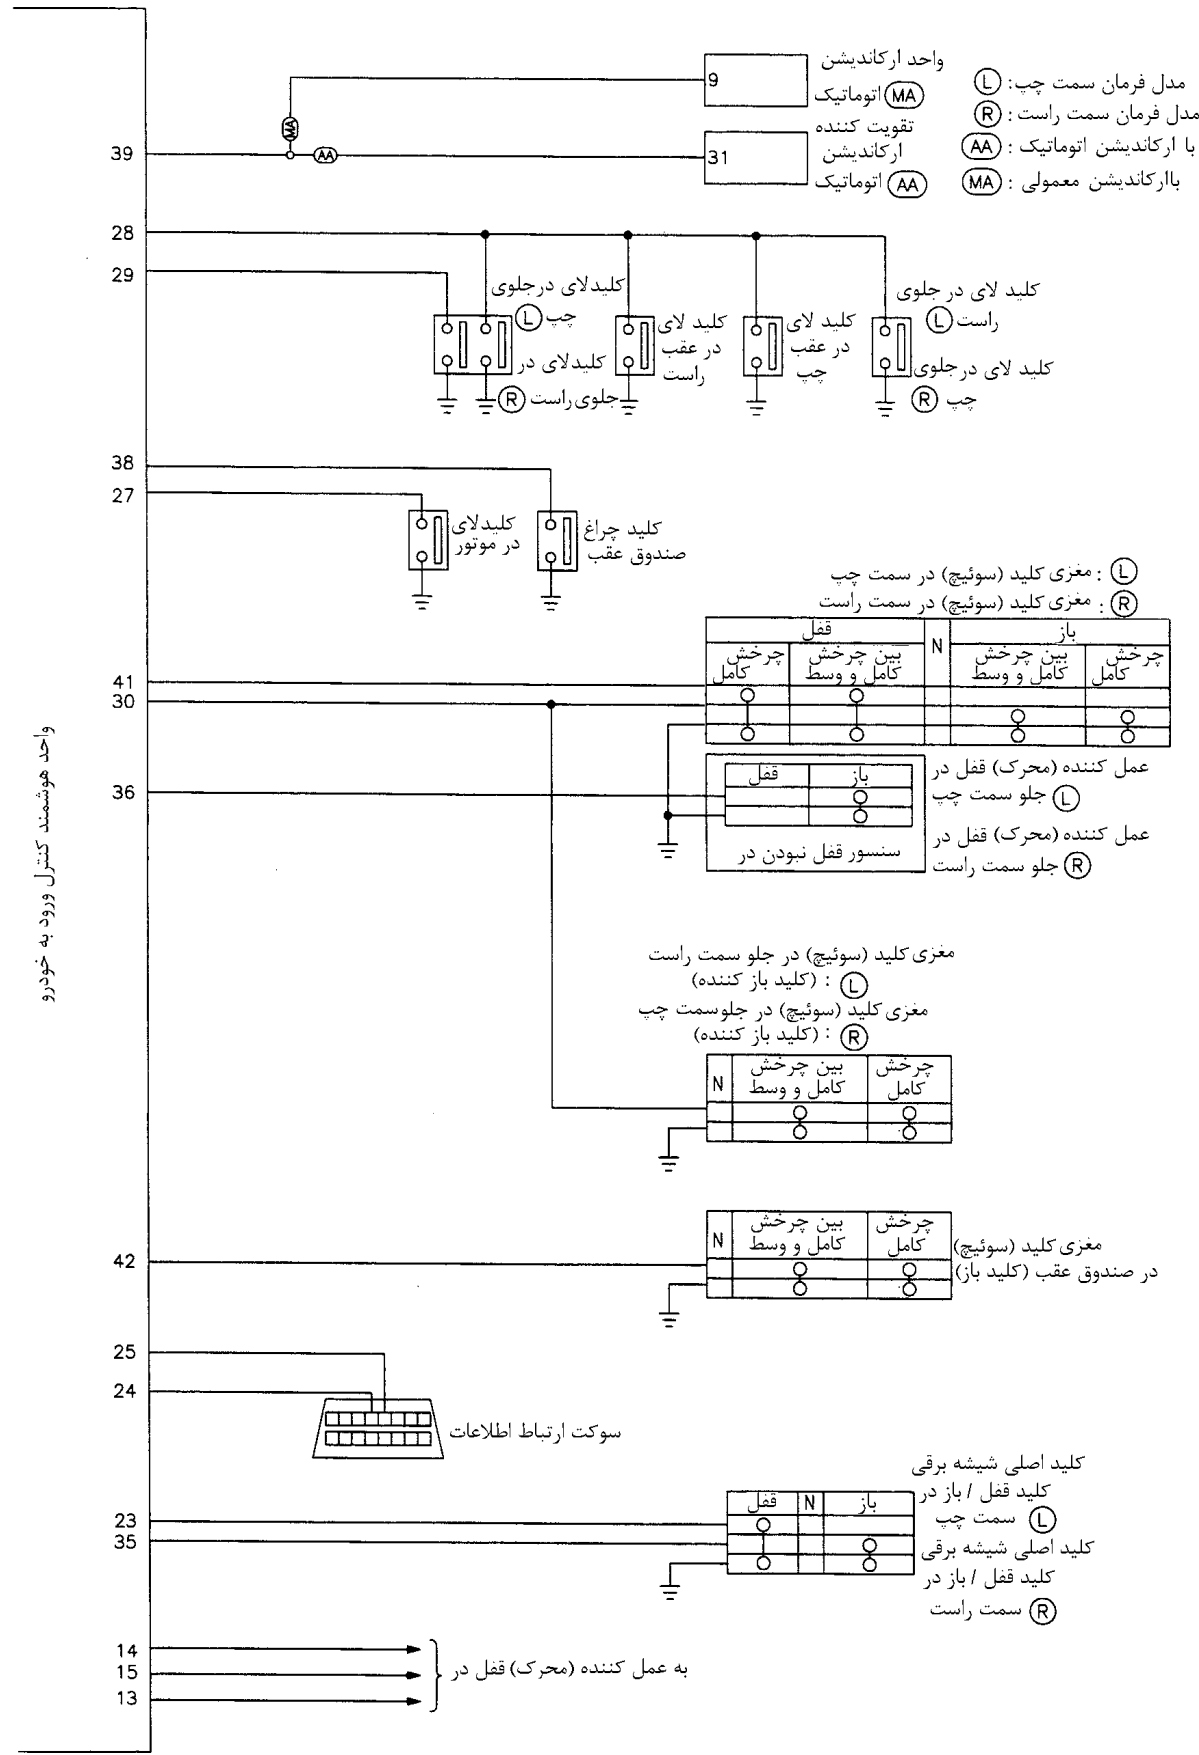 واحد ارکاندیشن
9
اتوماتیک MA
مدل فرمان سمت چپ: L
مدل فرمان سمت راست : R
با ارکاندیشن اتوماتیک : AA
باارکاندیشن معمولی : MA
MA
39
AA
تقویت کننده
ارکاندیشن
31
اتوماتیک AA
28
29
کلیدلای درجلوی
چپ L
کلیدلای در
جلوی راست R
کلید لای
در عقب
راست
کلید لای
در عقب
چپ
کلید لای در جلوی
راست L
کلید لای درجلوی
چپ R
38
27
کلیدلای
در موتور
کلید چراغ
صندوق عقب
L : مغزی کلید (سوئیچ) در سمت چپ
R : مغزی کلید (سوئیچ) در سمت راست
قفل
N
باز
چرخش
کامل
بین چرخش
کامل و وسط
بین چرخش
کامل و وسط
چرخش
کامل
41
30
واحد هوشمند کنترل ورود به خودرو
36
قفل
باز
سنسور قفل نبودن در
عمل کننده (محرک) قفل در
جلو سمت چپ L
عمل کننده (محرک) قفل در
جلو سمت راست R
مغزی کلید (سوئیچ) در جلو سمت راست
L : (کلید باز کننده)
مغزی کلید (سوئیچ) در جلوسمت چپ
R : (کلید باز کننده)
N
بین چرخش
کامل و وسط
چرخش
کامل
42
N
بین چرخش
کامل و وسط
چرخش
کامل
مغزی کلید (سوئیچ)
در صندوق عقب (کلید باز)
25
24
سوکت ارتباط اطلاعات
23
35
قفل
N
باز
کلید اصلی شیشه برقی
کلید قفل / باز در
سمت چپ L
کلید اصلی شیشه برقی
کلید قفل / باز در
سمت راست R
14
15
13
به عمل کننده (محرک) قفل در